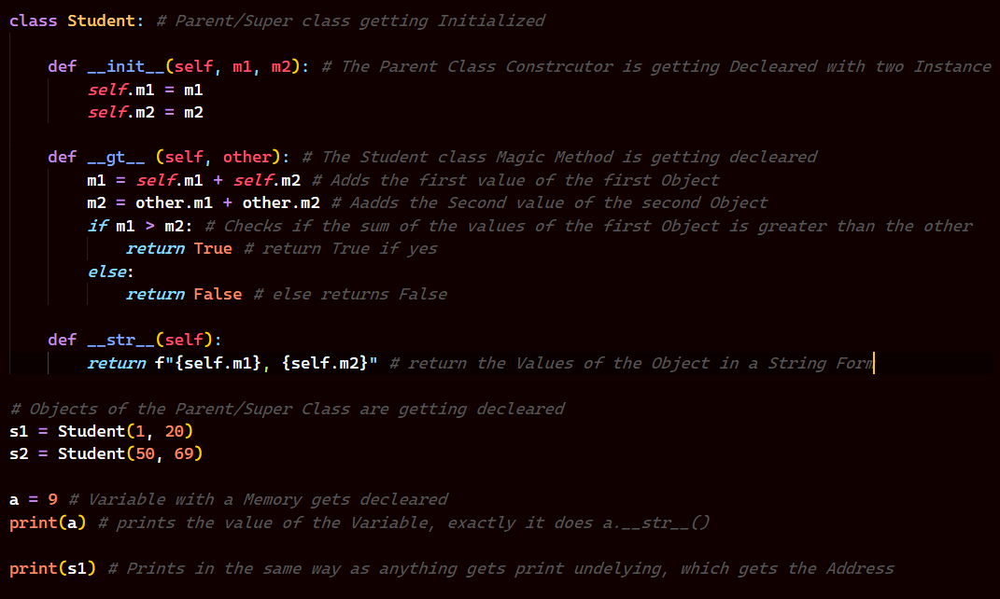 class Student: # Parent/Super class getting Initialized
def __init__(self, m1, m2): # The Parent Class Constrcutor is getting Decleared with two Instance
self.m1 = m1
self.m2 = m2
def __gt__ (self, other): # The Student class Magic Method is getting decleared
m1 = self.m1 + self.m2 # Adds the first value of the first Object
m2 = other.m1 + other.m2 # Aadds the Second value of the second Object
if m1 > m2: # Checks if the sum of the values of the first Object is greater than the other
return True # return True if yes
else:
return False # else returns False
def __str__(self):
return f"{self.m1}, {self.m2}" # return the Values of the Object in a String Form
# Objects of the Parent/Super Class are getting decleared
s1 = Student(1, 20)
s2 = Student(50, 69)
a = 9 # Variable with a Memory gets decleared
print(a) # prints the value of the Variable, exactly it does a.__str__()
print(s1) # Prints in the same way as anything gets print undelying, which gets the Address